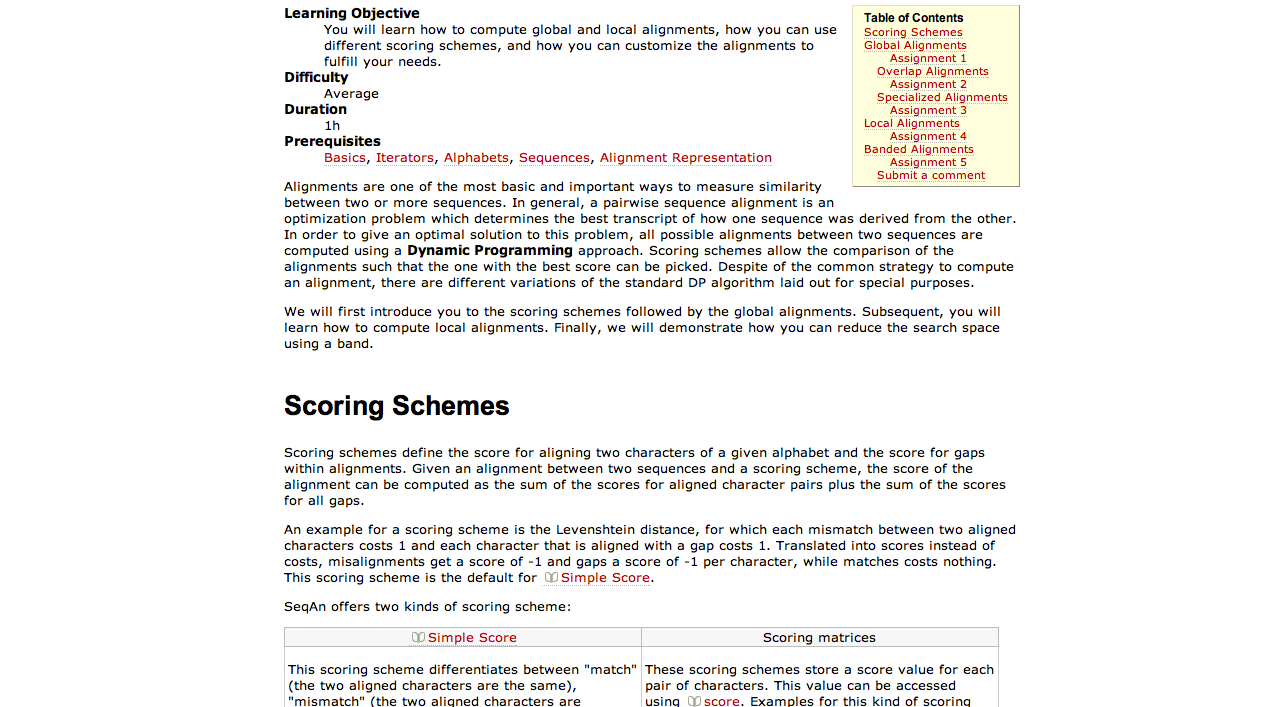 Learning Objective
You will learn how to compute global and local alignments, how you can use
different scoring schemes, and how you can customize the alignments to
fulfill your needs.
Difficulty
Average
Duration
1h
Prerequisites
Basics, Iterators, Alphabets, Sequences, Alignment Representation
Table of Contents
Scoring Schemes
Global Alignments
Assignment 1
Overlap Alignments
Assignment 2
Specialized Alignments
Assignment 3
Local Alignments
Assignment 4
Banded Alignments
Assignment 5
Submit a comment
Alignments are one of the most basic and important ways to measure similarity
between two or more sequences. In general, a pairwise sequence alignment is an
optimization problem which determines the best transcript of how one sequence was derived from the other.
In order to give an optimal solution to this problem, all possible alignments between two sequences are
computed using a Dynamic Programming approach. Scoring schemes allow the comparison of the
alignments such that the one with the best score can be picked. Despite of the common strategy to compute
an alignment, there are different variations of the standard DP algorithm laid out for special purposes.
We will first introduce you to the scoring schemes followed by the global alignments. Subsequent, you will
learn how to compute local alignments. Finally, we will demonstrate how you can reduce the search space
using a band.
Scoring Schemes
Scoring schemes define the score for aligning two characters of a given alphabet and the score for gaps
within alignments. Given an alignment between two sequences and a scoring scheme, the score of the
alignment can be computed as the sum of the scores for aligned character pairs plus the sum of the scores
for all gaps.
An example for a scoring scheme is the Levenshtein distance, for which each mismatch between two aligned
characters costs 1 and each character that is aligned with a gap costs 1. Translated into scores instead of
costs, misalignments get a score of -1 and gaps a score of -1 per character, while matches costs nothing.
This scoring scheme is the default for Simple Score.
SeqAn offers two kinds of scoring scheme:
Simple Score
This scoring scheme differentiates between "match"
(the two aligned characters are the same),
"mismatch" (the two aligned characters are
Scoring matrices
These scoring schemes store a score value for each
pair of characters. This value can be accessed
using score. Examples for this kind of scoring